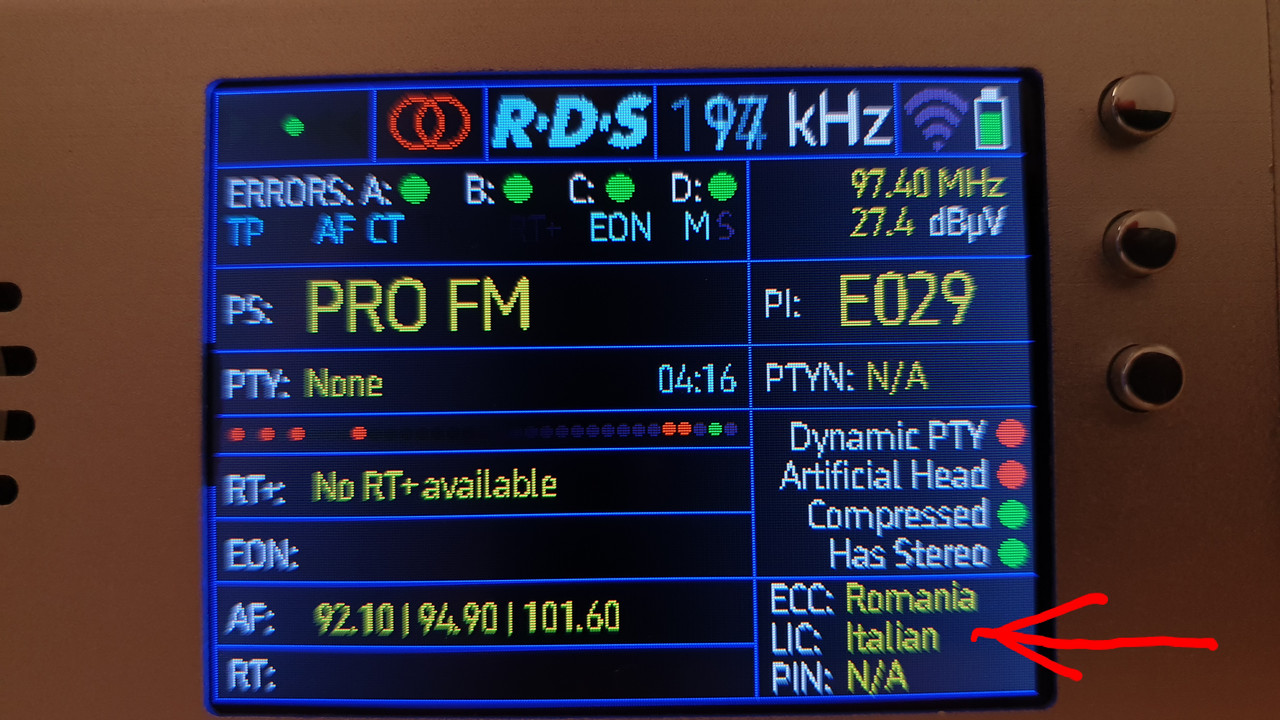 R·D·S
kHz
ERRORS: A: B: C: D:
97.40 MHz
TP AF CT RT+ EON M S
27.4 dBµV
PS: PRO FM
PI: E029
PTY: None 04:16
PTYN: N/A
Dynamic PTY
Artificial Head
RT+: No RT+ available
Compressed
EON:
Has Stereo
AF: 92.10 | 94.90 | 101.60
ECC: Romania
LIC: Italian
RT:
PIN: N/A